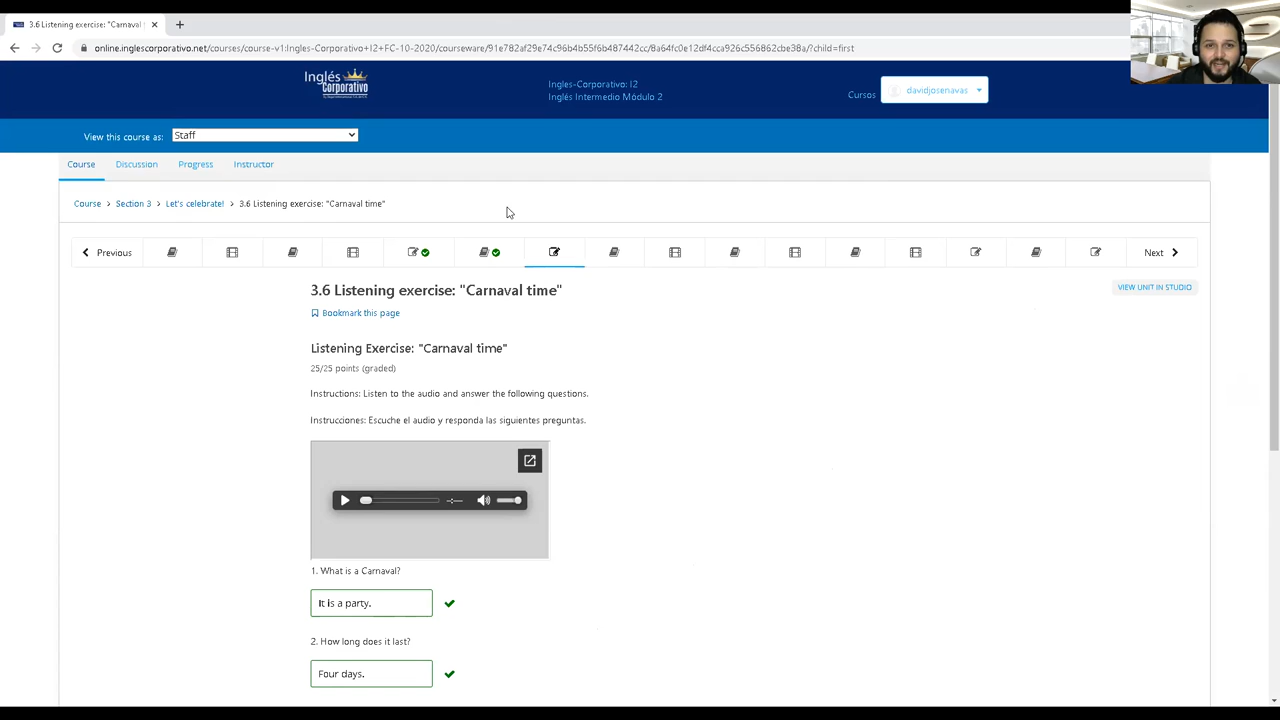 3.6 Listening exercise: "Carnaval t
online.inglescorporativo.net/courses/course-v1:Ingles-Corporativo+I2+FC-10-2020/courseware/91e782af29e74c96b4b55f6b487442cc/8a64fc0e12df4cca926c556862cbe38a/?child=first
Inglés
Corporativo
Ingles-Corporativo: I2
Inglés Intermedio Módulo 2
Cursos
davidjosenavas
View this course as:
Staff
Course
Discussion
Progress
Instructor
Course > Section 3 > Let's celebrate! > 3.6 Listening exercise: "Carnaval time"
Previous
Next
3.6 Listening exercise: "Carnaval time"
VIEW UNIT IN STUDIO
Bookmark this page
Listening Exercise: "Carnaval time"
25/25 points (graded)
Instructions: Listen to the audio and answer the following questions.
Instrucciones: Escuche el audio y responda las siguientes preguntas.
-:--
1. What is a Carnaval?
It is a party.
2. How long does it last?
Four days.